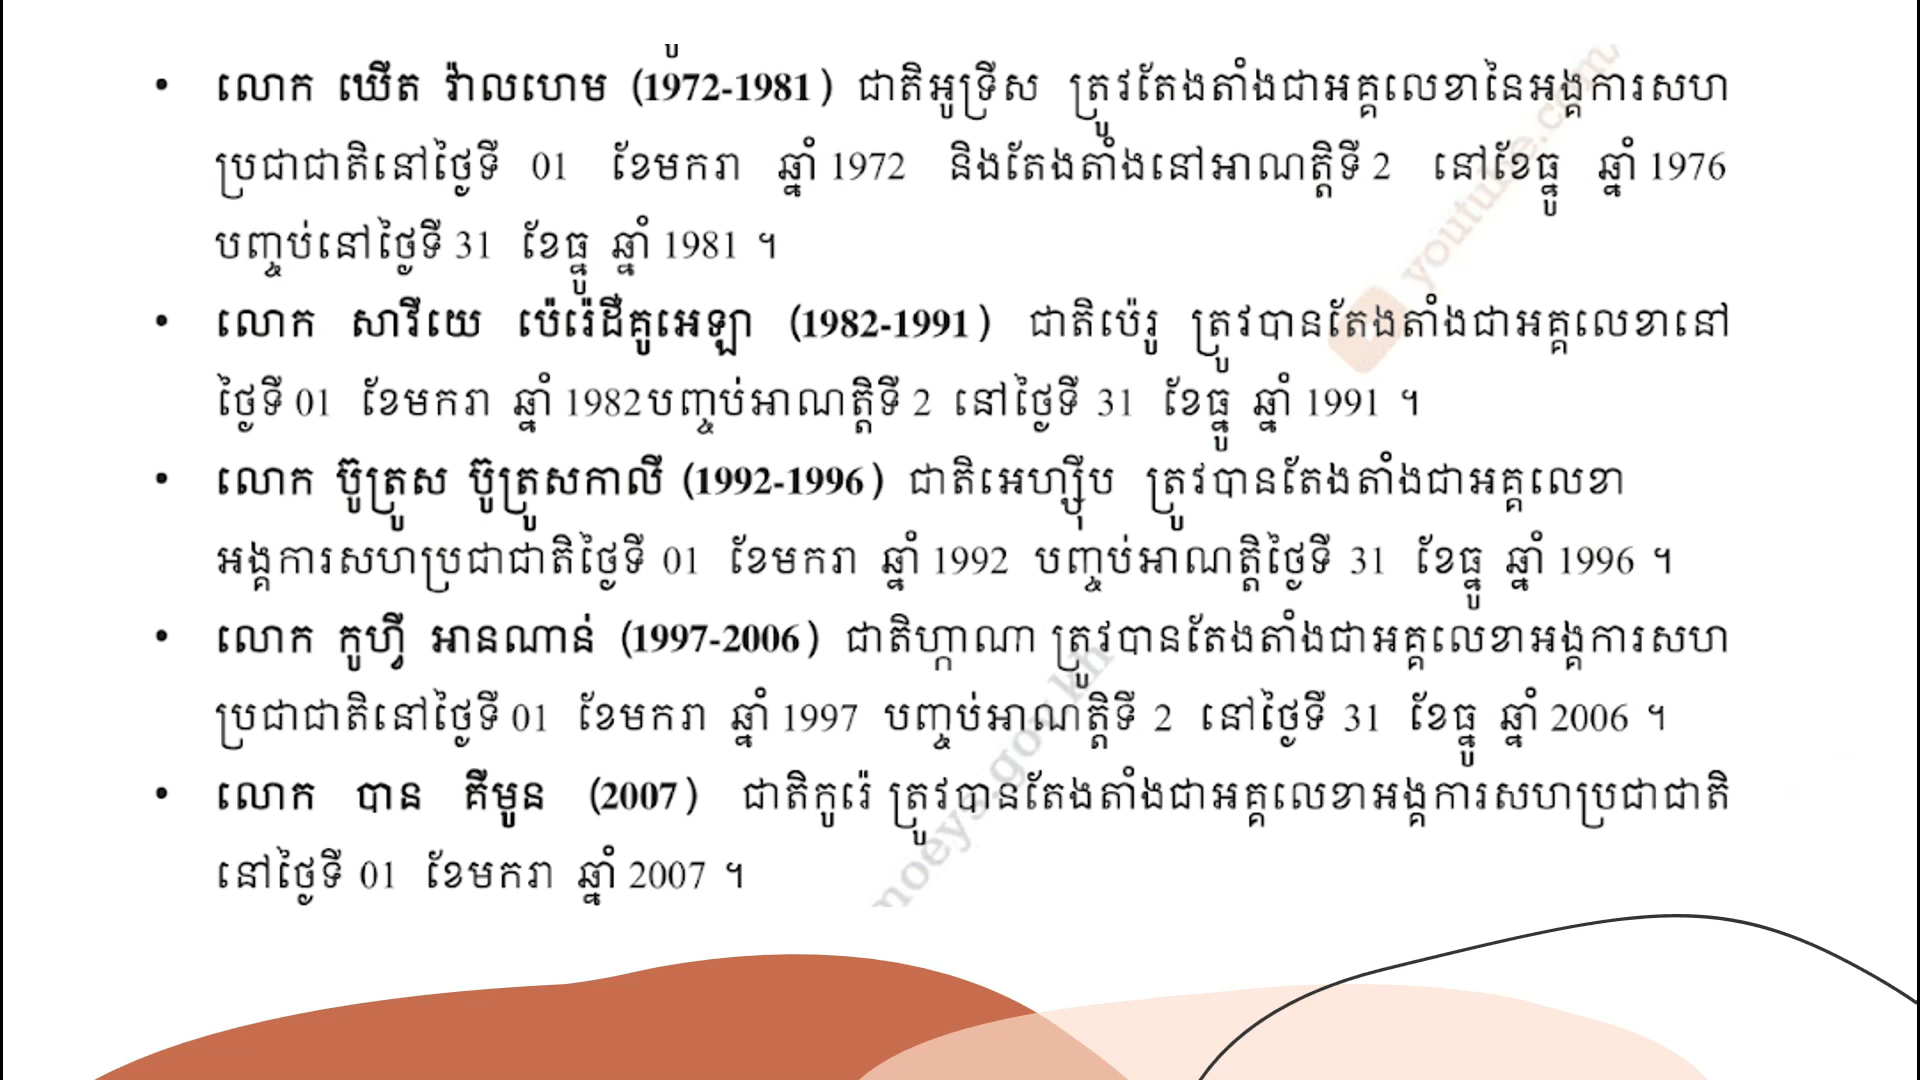 • លោក ឃើត វ៉ាលហេម (1972-1981) ជាតិអូទ្រីស ត្រូវតែងតាំងជាអគ្គលេខានៃអង្គការសហ
ប្រជាជាតិនៅថ្ងៃទី 01 ខែមករា ឆ្នាំ 1972 និងតែងតាំងនៅអាណត្តិទី 2 នៅខែធ្នូ ឆ្នាំ 1976
បញ្ចប់នៅថ្ងៃទី 31 ខែធ្នូ ឆ្នាំ 1981 ។
• លោក សាវីយេ ប៉េរ៉េដឺគូអេឡា (1982-1991) ជាតិប៉េរូ ត្រូវបានតែងតាំងជាអគ្គលេខានៅ
ថ្ងៃទី 01 ខែមករា ឆ្នាំ 1982បញ្ចប់អាណត្តិទី 2 នៅថ្ងៃទី 31 ខែធ្នូ ឆ្នាំ 1991 ។
• លោក ប៊ូត្រូស ប៊ូត្រូសកាលី (1992-1996) ជាតិអេហ្ស៊ីប ត្រូវបានតែងតាំងជាអគ្គលេខា
អង្គការសហប្រជាជាតិថ្ងៃទី 01 ខែមករា ឆ្នាំ 1992 បញ្ចប់អាណត្តិថ្ងៃទី 31 ខែធ្នូ ឆ្នាំ 1996 ។
• លោក កូហ្វី អានណាន់ (1997-2006) ជាតិហ្កាណា ត្រូវបានតែងតាំងជាអគ្គលេខាអង្គការសហ
ប្រជាជាតិនៅថ្ងៃទី 01 ខែមករា ឆ្នាំ 1997 បញ្ចប់អាណត្តិទី 2 នៅថ្ងៃទី 31 ខែធ្នូ ឆ្នាំ 2006 ។
• លោក បាន គីមូន (2007) ជាតិកូរ៉េ ត្រូវបានតែងតាំងជាអគ្គលេខាអង្គការសហប្រជាជាតិ
នៅថ្ងៃទី 01 ខែមករា ឆ្នាំ 2007 ។
youtube.com
moeys.gov.kh